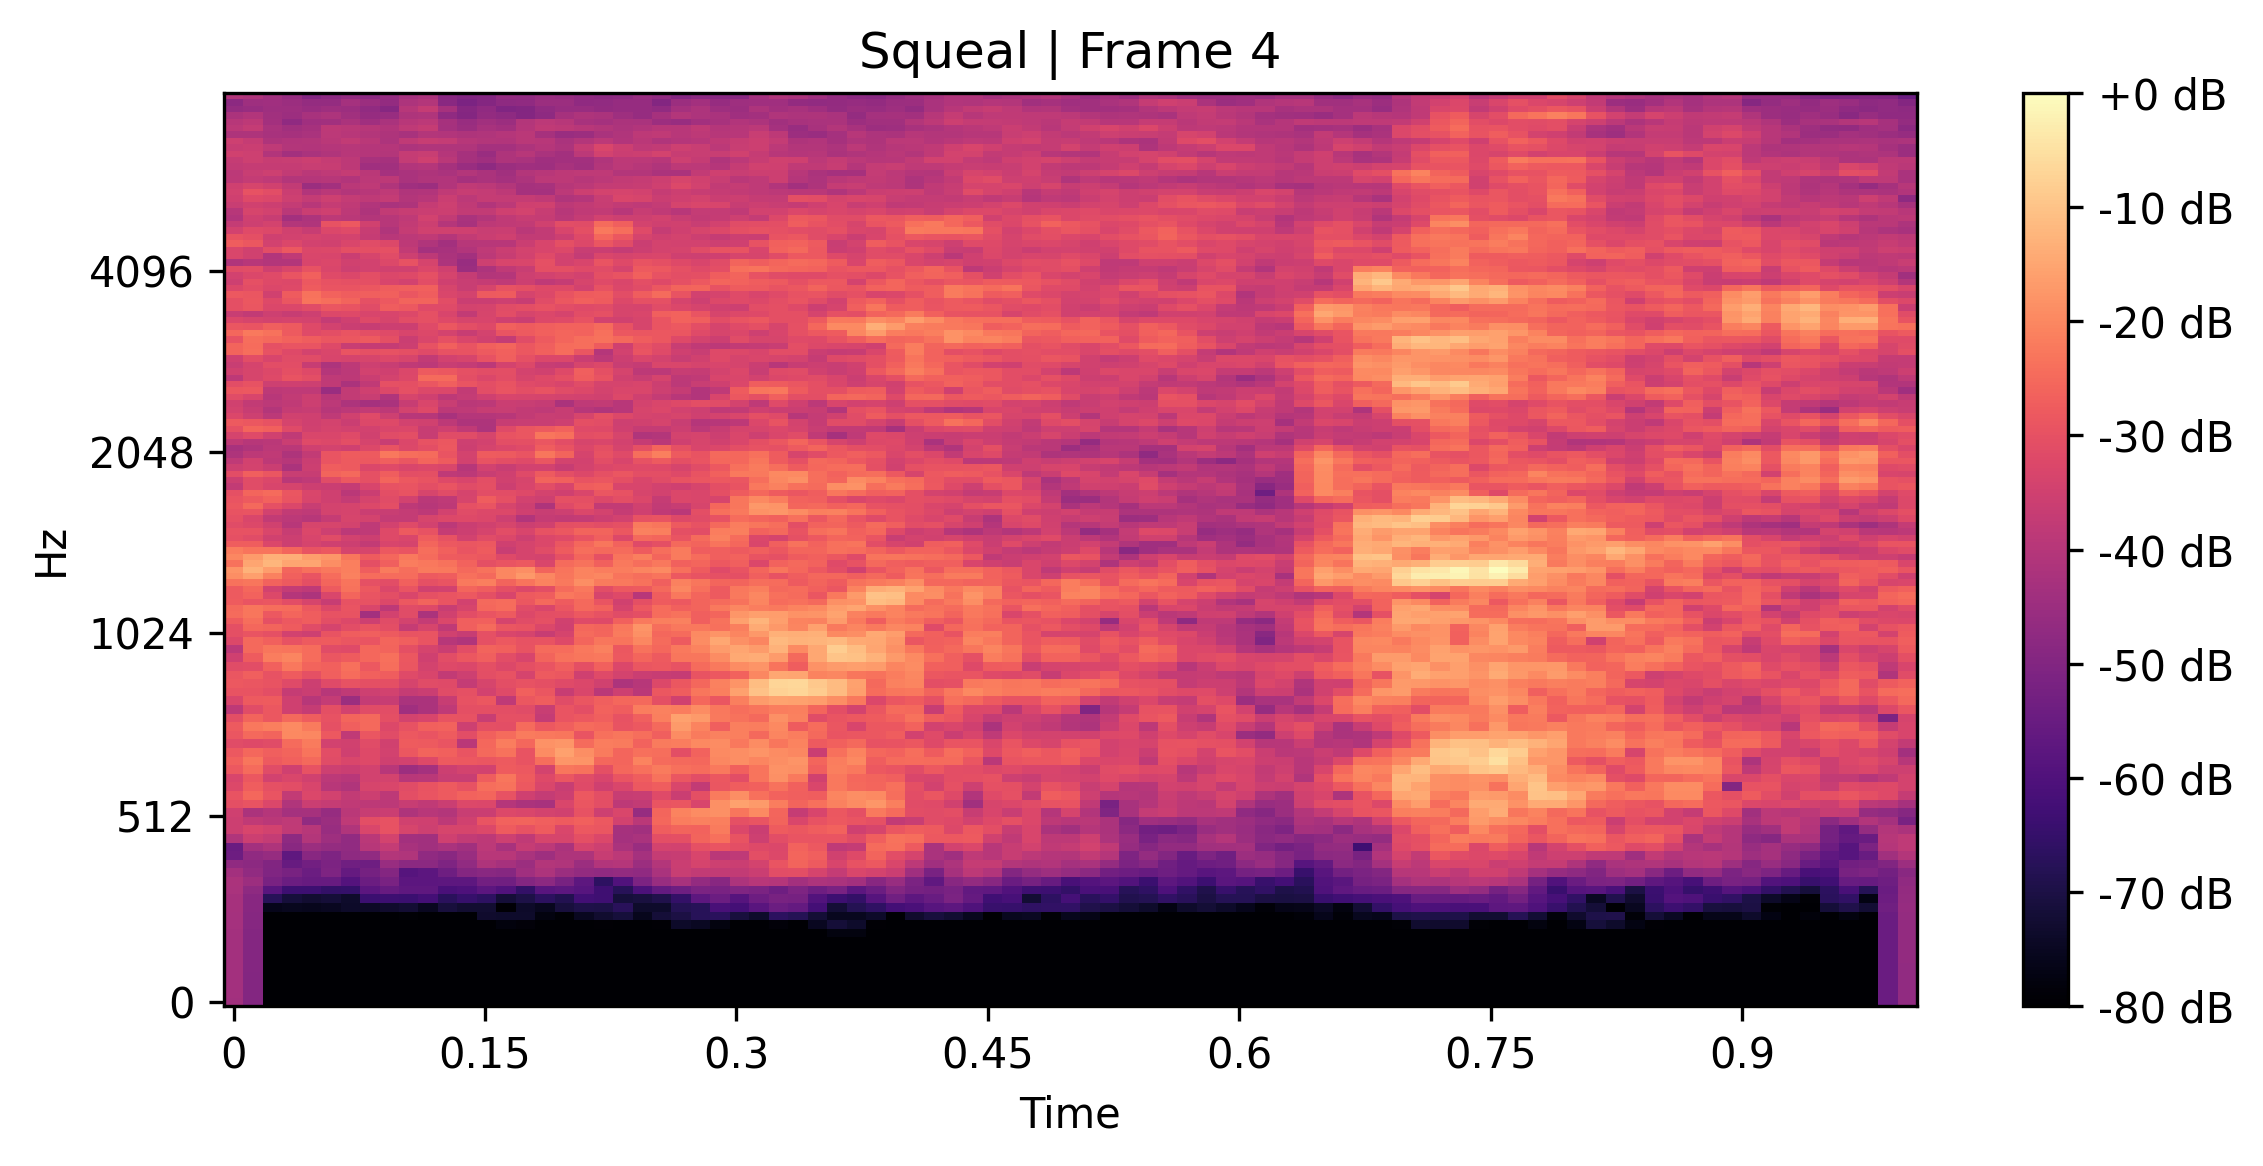 Squeal | Frame 4
+0 dB
-10 dB
-20 dB
-30 dB
-40 dB
-50 dB
-60 dB
-70 dB
-80 dB
4096
2048
1024
512
0
Hz
0 0.15 0.3 0.45 0.6 0.75 0.9
Time